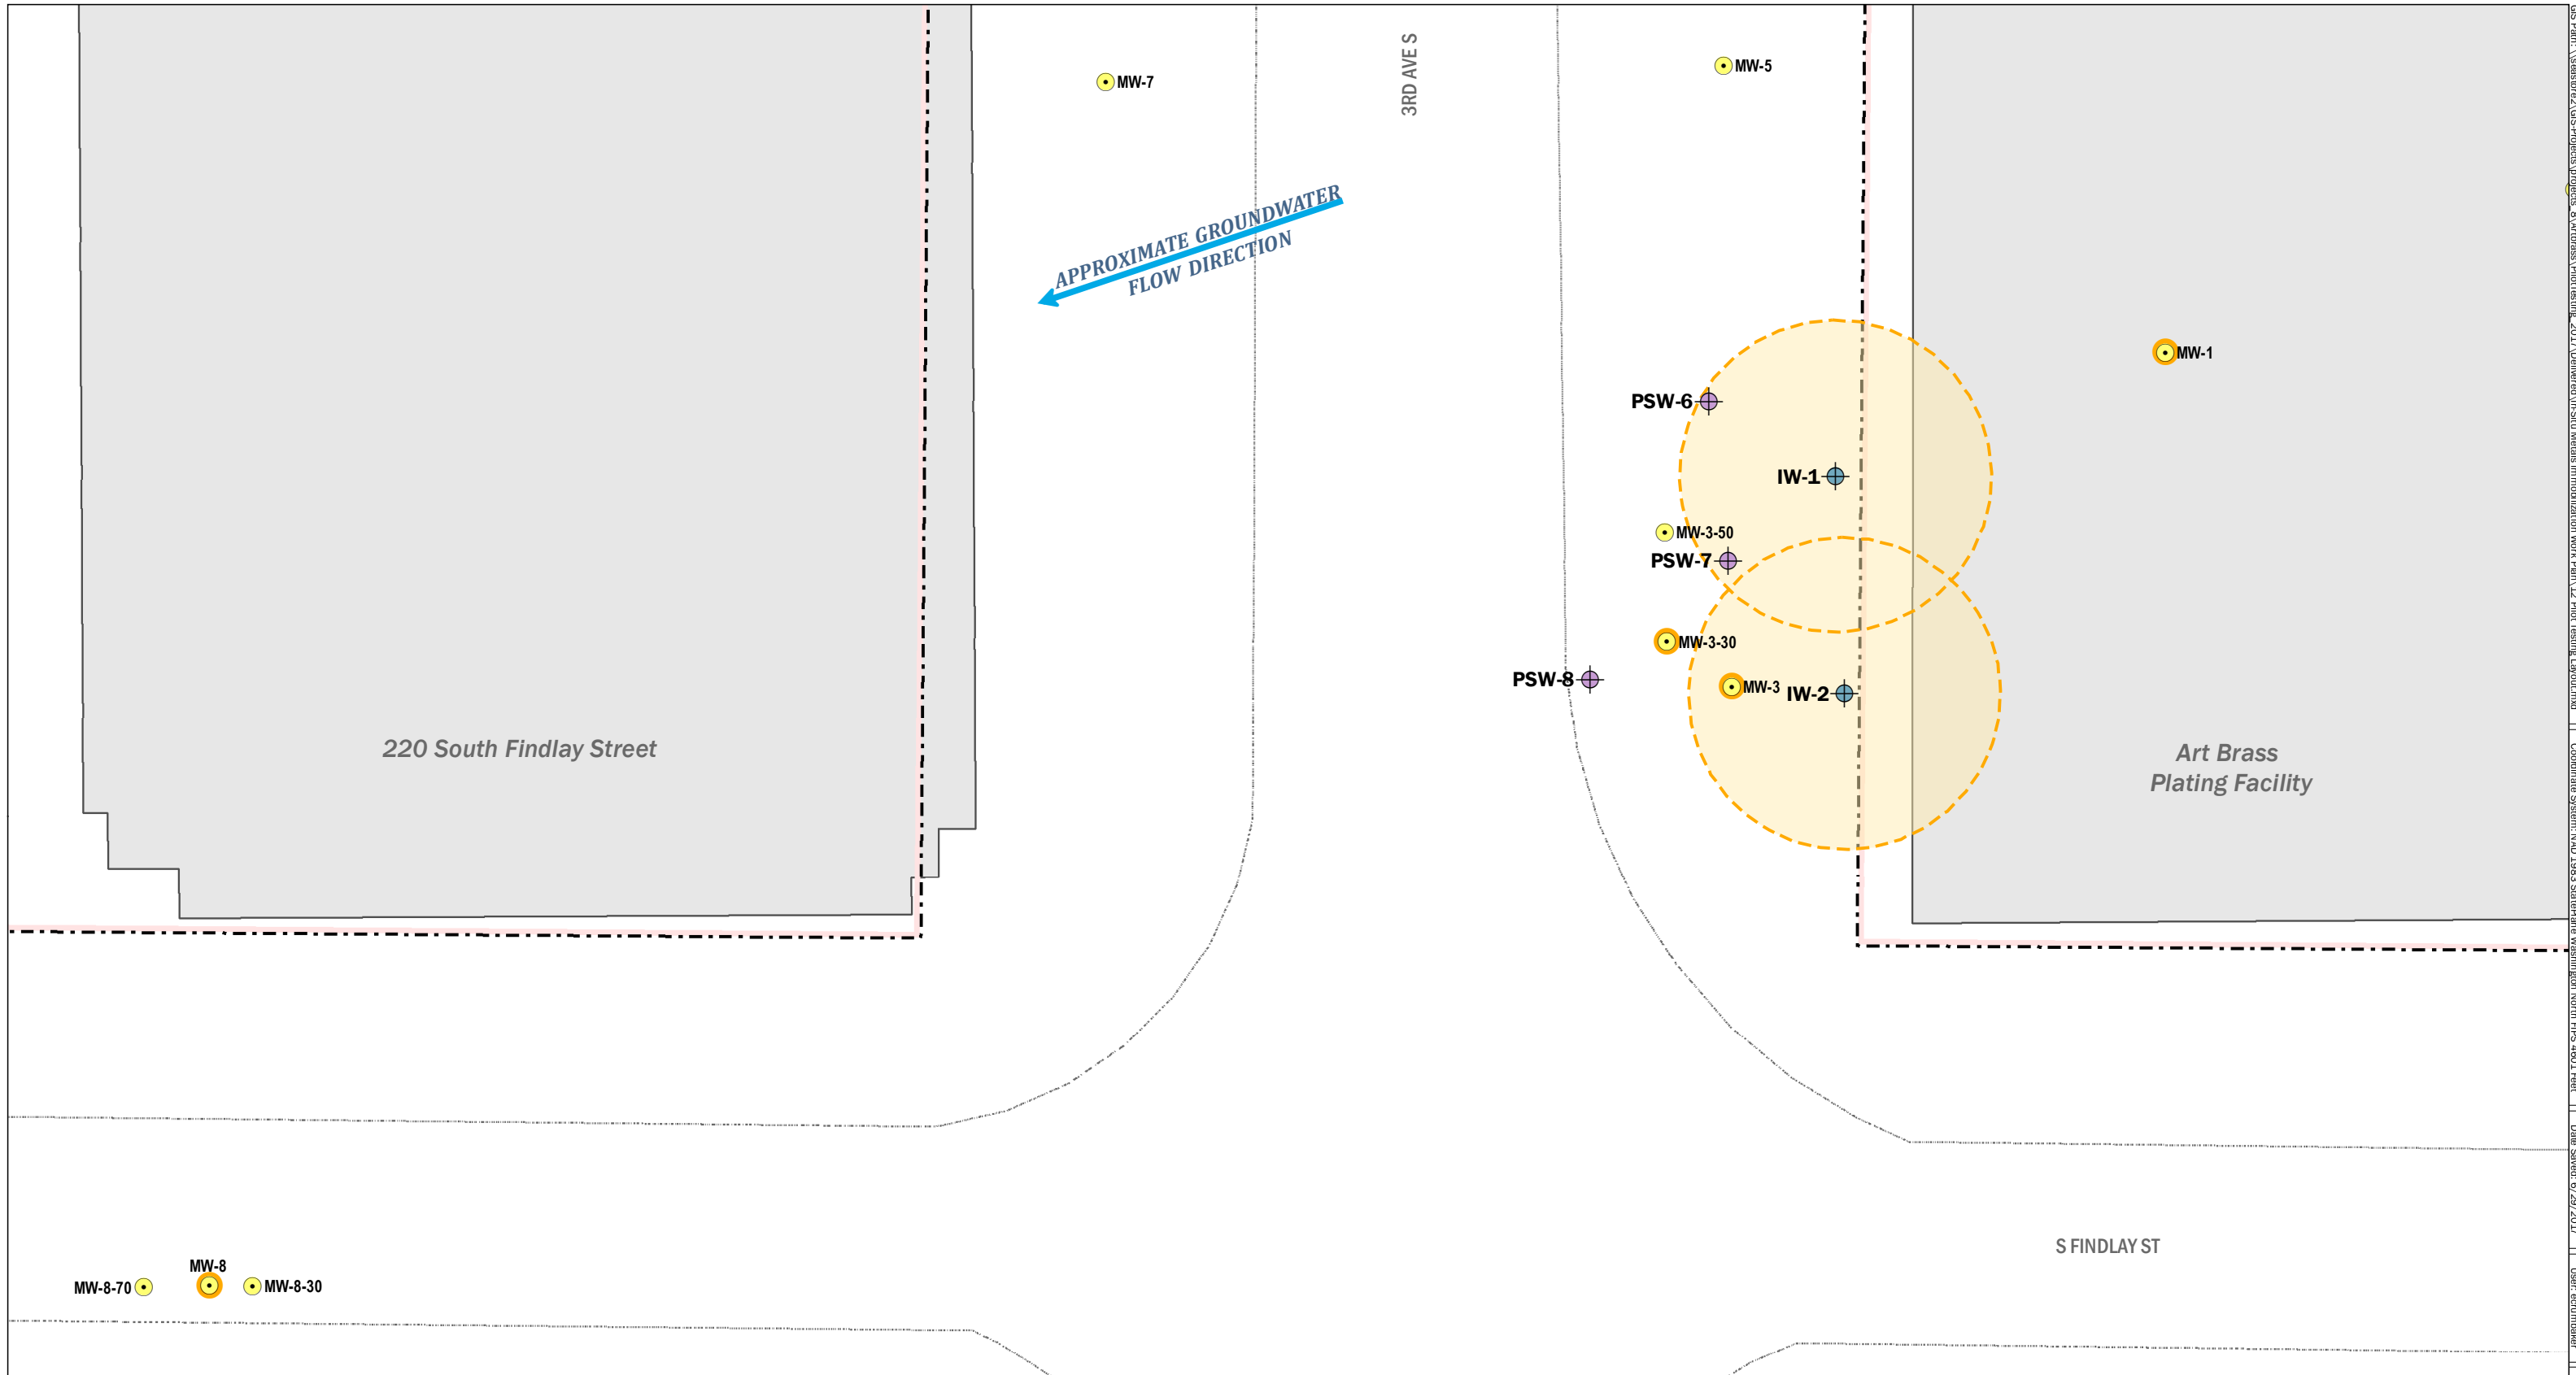 3RD AVE S
MW-7
MW-5
APPROXIMATE GROUNDWATER
FLOW DIRECTION
MW-1
PSW-6
IW-1
MW-3-50
PSW-7
MW-3-30
PSW-8
MW-3
IW-2
220 South Findlay Street
Art Brass
Plating Facility
S FINDLAY ST
MW-8
MW-8-70
MW-8-30